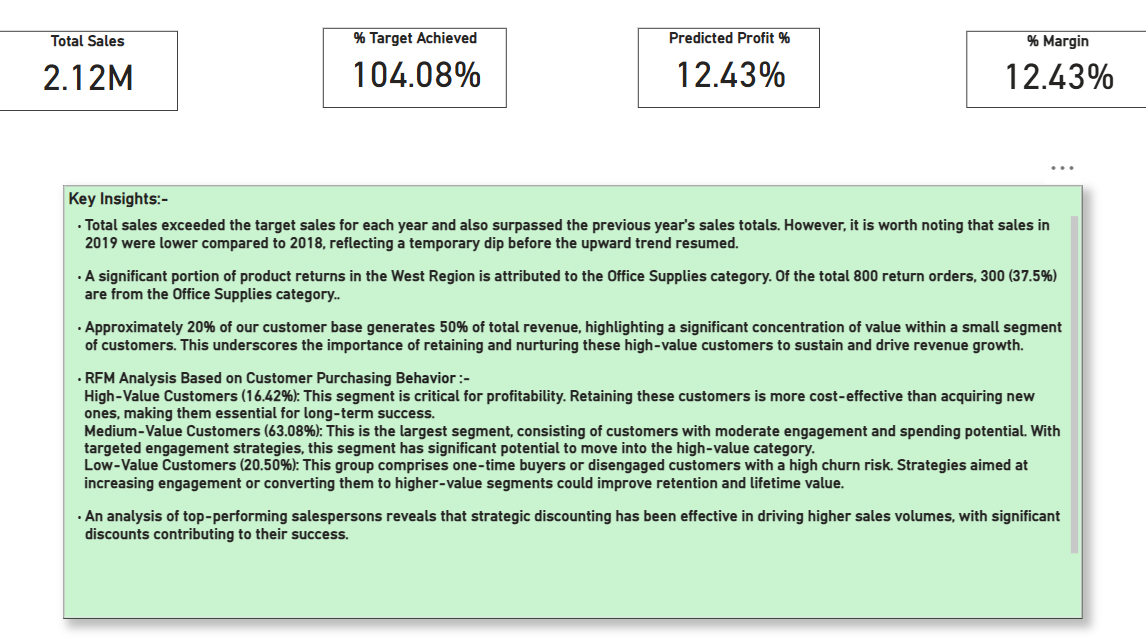 Total Sales
2.12M
% Target Achieved
104.08%
Predicted Profit %
12.43%
% Margin
12.43%
Key Insights:-
· Total sales exceeded the target sales for each year and also surpassed the previous year's sales totals. However, it is worth noting that sales in
2019 were lower compared to 2018, reflecting a temporary dip before the upward trend resumed.
· A significant portion of product returns in the West Region is attributed to the Office Supplies category. Of the total 800 return orders, 300 (37.5%)
are from the Office Supplies category..
· Approximately 20% of our customer base generates 50% of total revenue, highlighting a significant concentration of value within a small segment
of customers. This underscores the importance of retaining and nurturing these high-value customers to sustain and drive revenue growth.
· RFM Analysis Based on Customer Purchasing Behavior :-
High-Value Customers (16.42%): This segment is critical for profitability. Retaining these customers is more cost-effective than acquiring new
ones, making them essential for long-term success.
Medium-Value Customers (63.08%): This is the largest segment, consisting of customers with moderate engagement and spending potential. With
targeted engagement strategies, this segment has significant potential to move into the high-value category.
Low-Value Customers (20.50%): This group comprises one-time buyers or disengaged customers with a high churn risk. Strategies aimed at
increasing engagement or converting them to higher-value segments could improve retention and lifetime value.
· An analysis of top-performing salespersons reveals that strategic discounting has been effective in driving higher sales volumes, with significant
discounts contributing to their success.